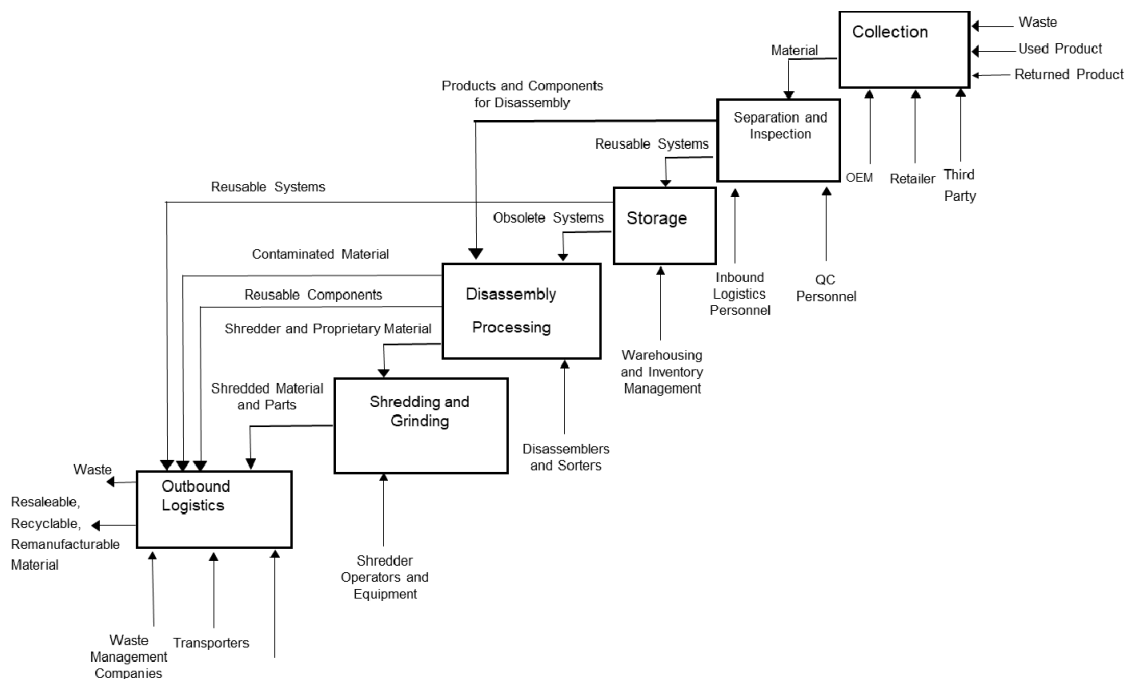 Collection
Waste
Used Product
Returned Product
Material
Products and Components
for Disassembly
Separation and
Inspection
Reusable Systems
OEM
Retailer
Third
Party
Reusable Systems
Storage
Obsolete Systems
Contaminated Material
Inbound
Logistics
Personnel
QC
Personnel
Disassembly
Processing
Reusable Components
Shredder and Proprietary Material
Warehousing
and Inventory
Management
Shredded Material
and Parts
Shredding and
Grinding
Disassemblers
and Sorters
Waste
Outbound
Logistics
Resaleable,
Recyclable,
Remanufacturable
Material
Shredder
Operators and
Equipment
Waste
Management
Companies
Transporters